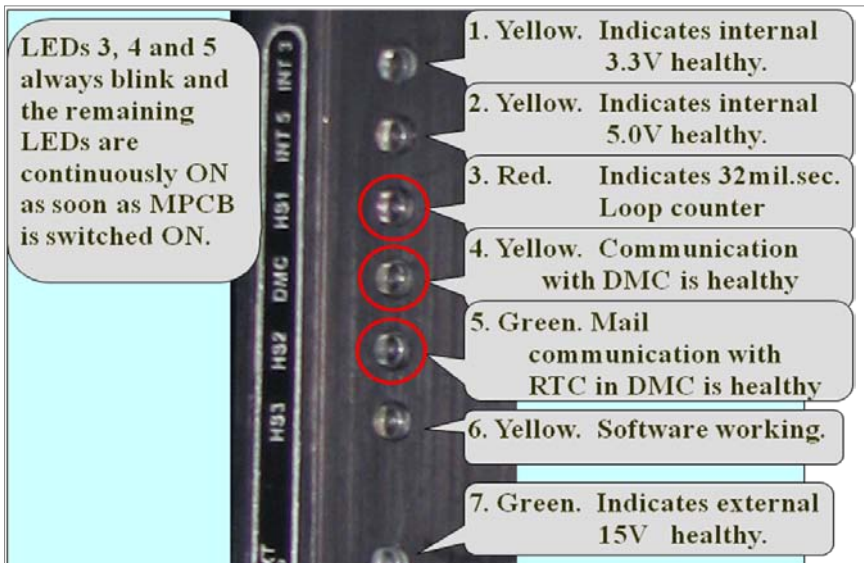 LEDs 3, 4 and 5
always blink and
the remaining
LEDs are
continuously ON
as soon as MPCB
is switched ON.
INT 3
INT 5
HS1
DMC
HS2
HS3
1. Yellow. Indicates internal
3.3V healthy.
2. Yellow. Indicates internal
5.0V healthy.
3. Red. Indicates 32mil.sec.
Loop counter
4. Yellow. Communication
with DMC is healthy
5. Green. Mail
communication with
RTC in DMC is healthy
6. Yellow. Software working.
7. Green. Indicates external
15V healthy.